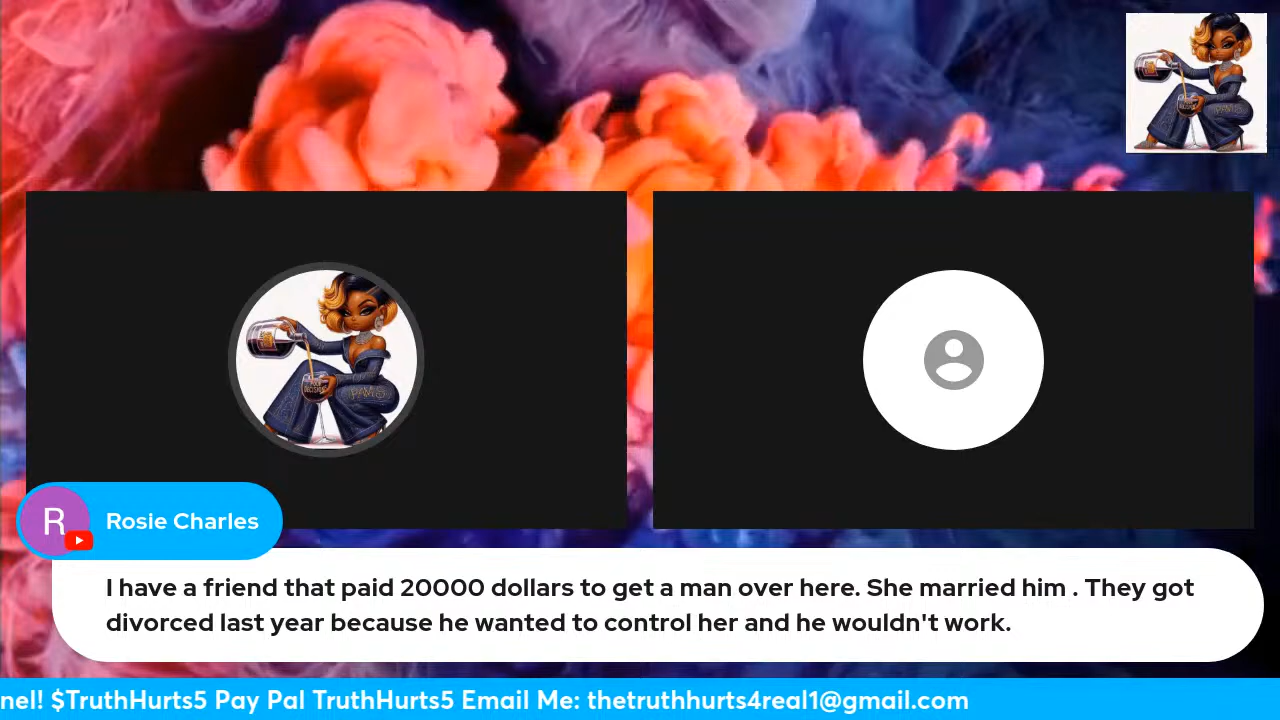 Rosie Charles
R
I have a friend that paid 20000 dollars to get a man over here. She married him . They got
divorced last year because he wanted to control her and he wouldn't work.
nel! $TruthHurts5 Pay Pal TruthHurts5 Email Me: thetruthhurts4real1@gmail.com